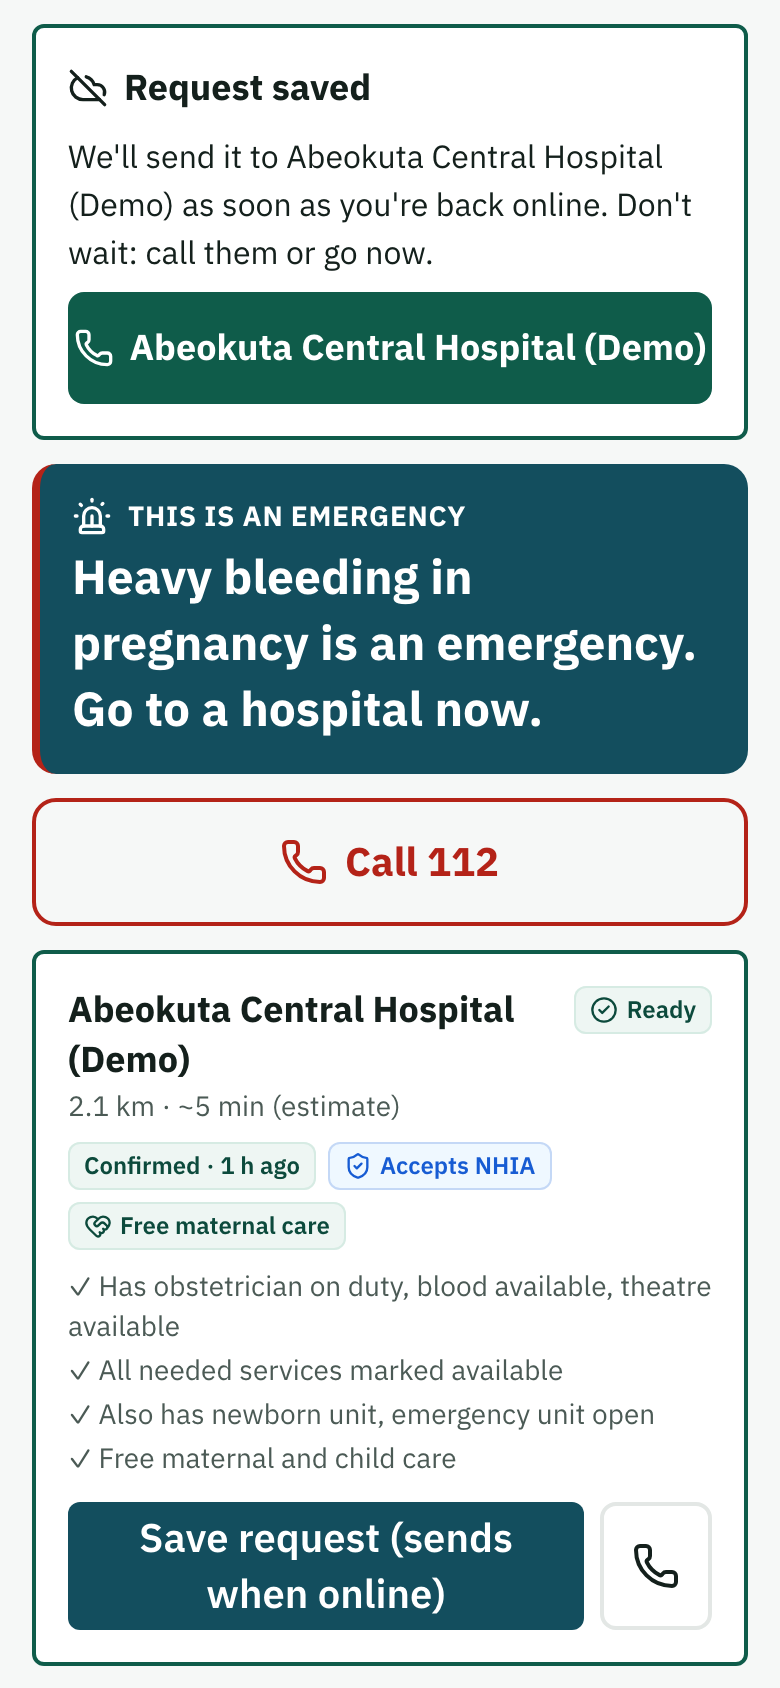 Request saved
We'll send it to Abeokuta Central Hospital
(Demo) as soon as you're back online. Don't
wait: call them or go now.
Abeokuta Central Hospital (Demo)
THIS IS AN EMERGENCY
Heavy bleeding in
pregnancy is an emergency.
Go to a hospital now.
Call 112
Abeokuta Central Hospital
(Demo)
Ready
2.1 km · ~5 min (estimate)
Confirmed · 1 h ago
Accepts NHIA
Free maternal care
✓ Has obstetrician on duty, blood available, theatre
available
✓ All needed services marked available
✓ Also has newborn unit, emergency unit open
✓ Free maternal and child care
Save request (sends
when online)